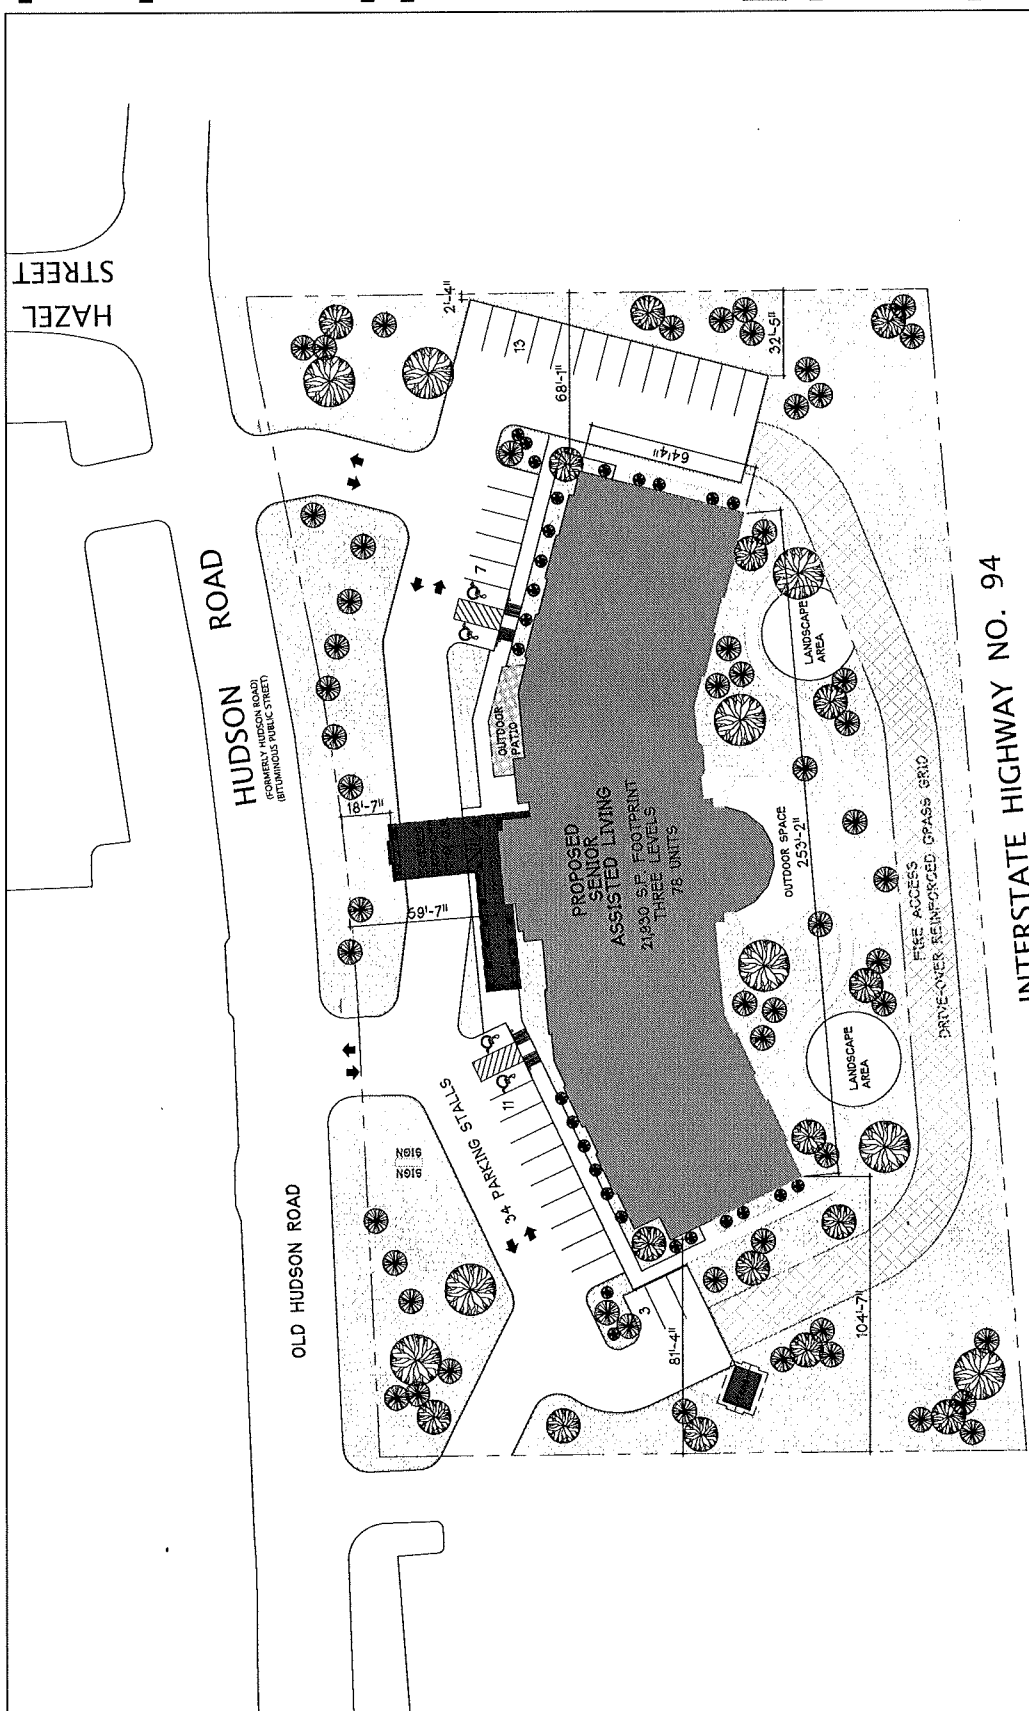 HAZEL
STREET
HUDSON ROAD
(FORMERLY HUDSON ROAD)
(BITUMINOUS PUBLIC STREET)
OLD HUDSON ROAD
SIGN
SIGN
34 PARKING STALLS
11
3
7
13
18'-7"
59'-7"
2'-4"
68'-1"
64'4"
32'-5"
81'-4"
104'-7"
OUTDOOR
PATIO
PROPOSED
SENIOR
ASSISTED LIVING
21,890 S.F. FOOTPRINT
THREE LEVELS
78 UNITS
OUTDOOR SPACE
253'-2"
LANDSCAPE
AREA
LANDSCAPE
AREA
FIRE ACCESS
DRIVE-OVER REINFORCED GRASS GRID
INTERSTATE HIGHWAY NO. 94